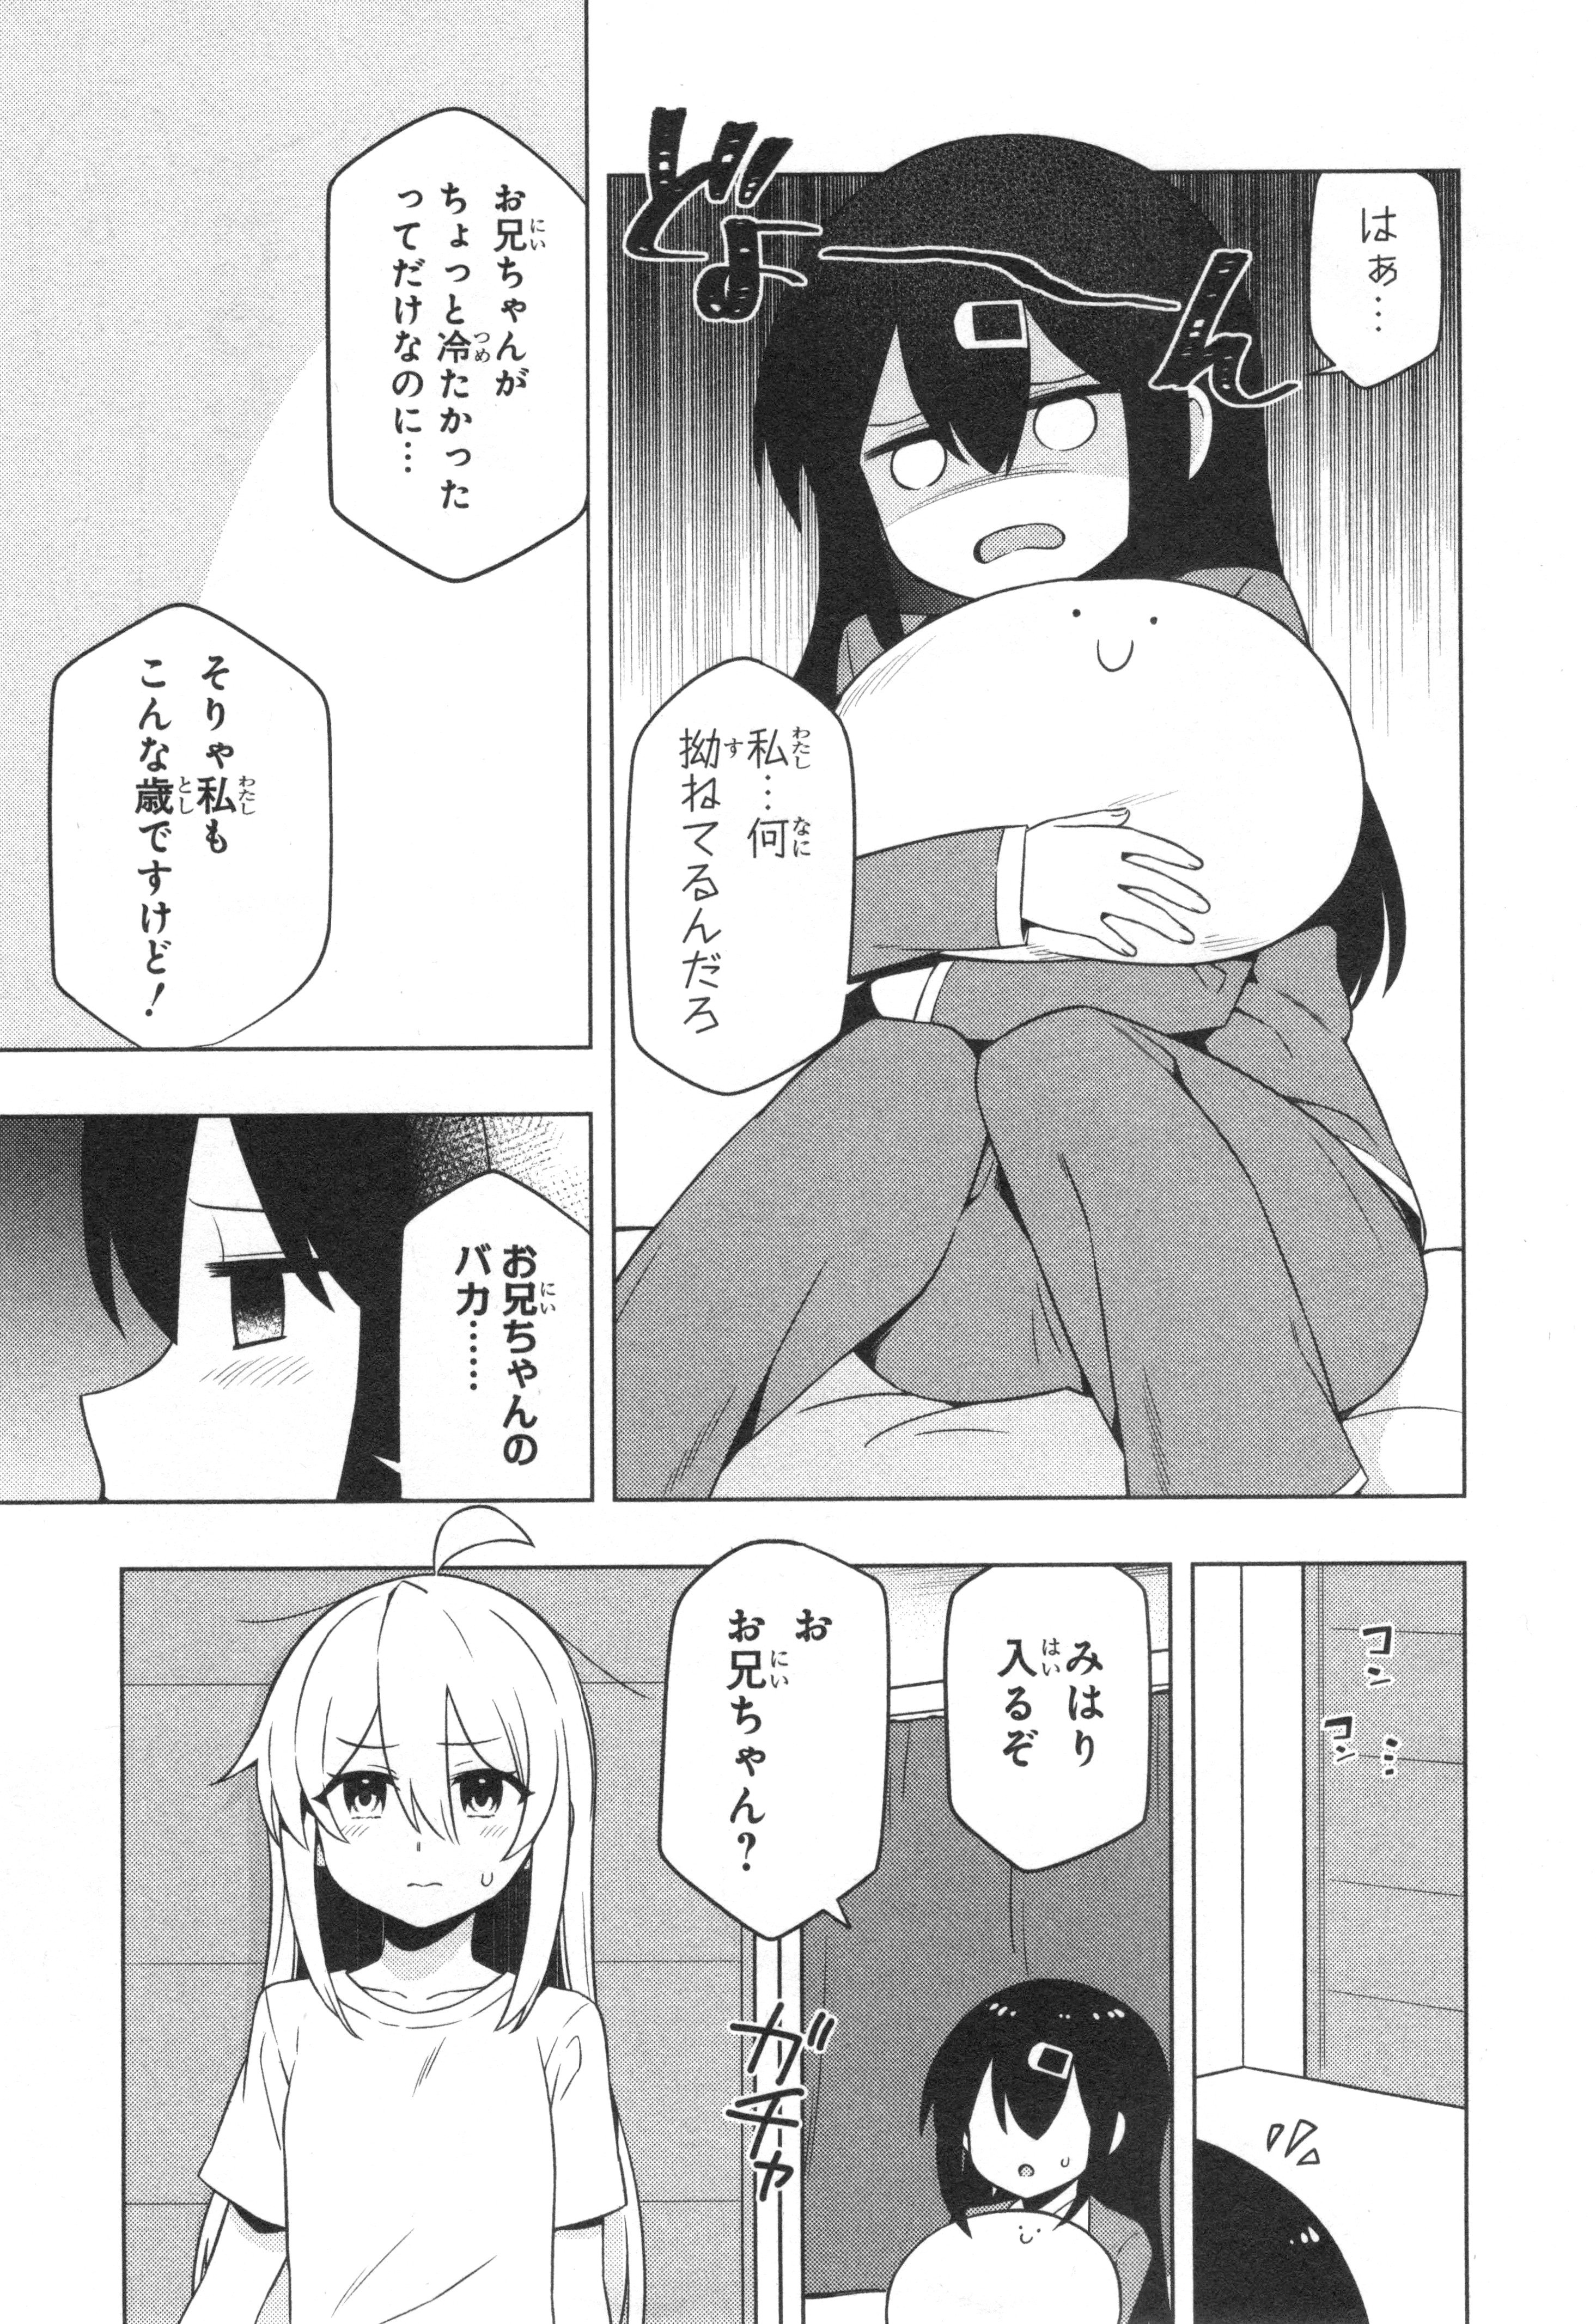 はぁ…
どよーん
私…何
拗ねてるんだろ
お兄ちゃんが
ちょっと冷たかった
ってだけなのに…
そりゃ私も
こんな歳ですけど！
お兄ちゃんの
バカ……
コンコン…
みはり
入るぞ
お
お兄ちゃん？
ガチャ